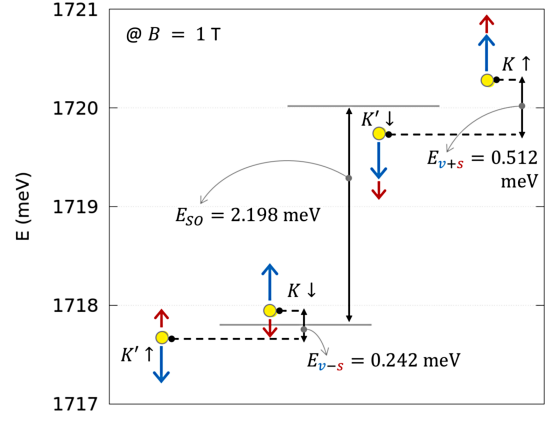 1721
@ B = 1 T
K ↑
1720
K′ ↓
E_{v+s} = 0.512
meV
E (meV)
1719
E_{SO} = 2.198 meV
1718
K ↓
K′ ↑
E_{v−s} = 0.242 meV
1717